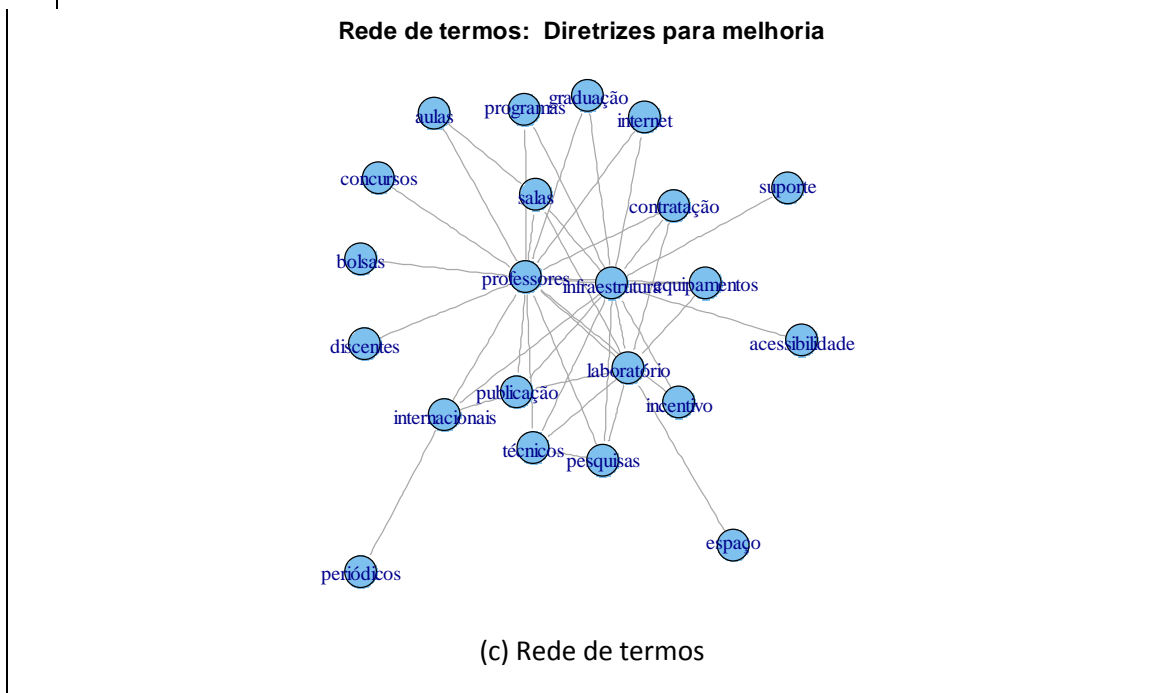 Rede de termos:  Diretrizes para melhoria
graduação
programas
aulas
internet
concursos
suporte
salas
contratação
bolsas
professores
infraestrutura
equipamentos
discentes
acessibilidade
laboratório
publicação
incentivo
internacionais
técnicos
pesquisas
espaço
periódicos
(c) Rede de termos